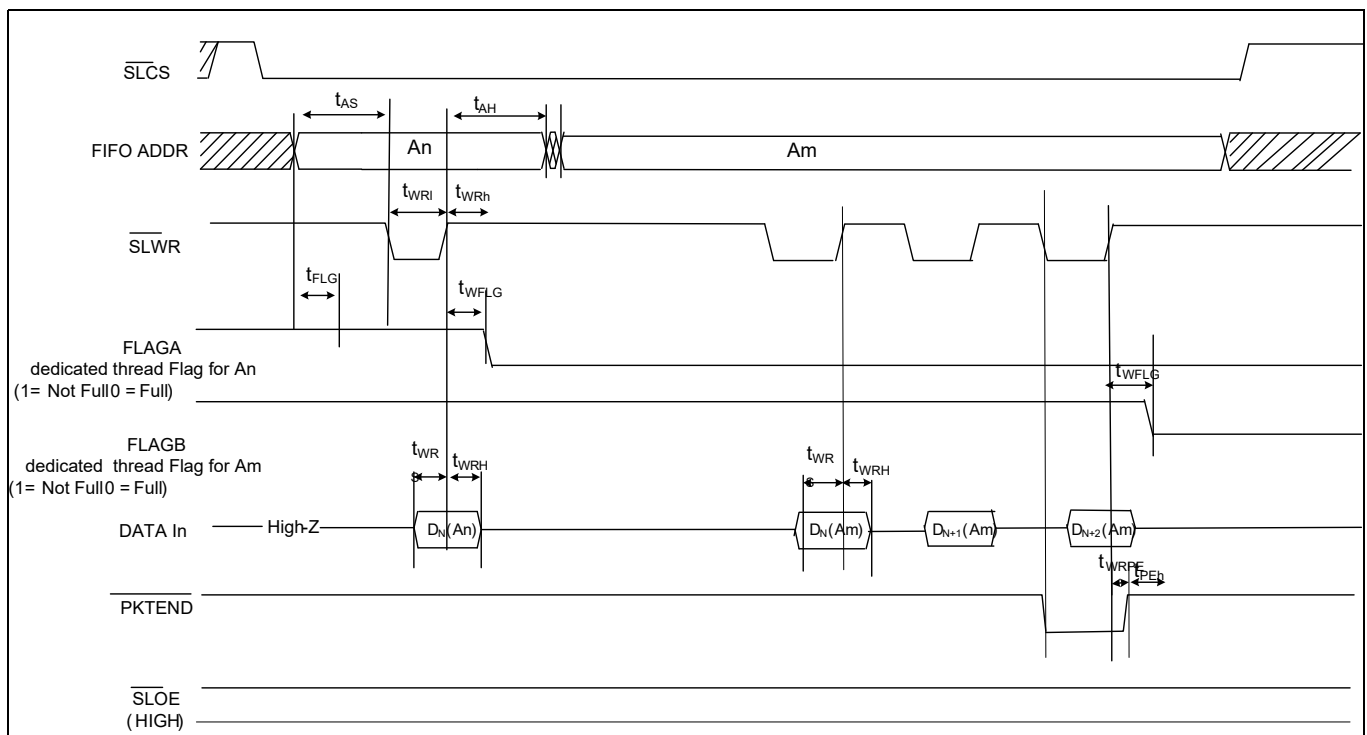 SLCS
tAS
tAH
FIFO ADDR
An
Am
tWRl
tWRh
SLWR
tFLG
tWFLG
FLAGA
dedicated thread Flag for An
(1= Not Full0 = Full)
tWFLG
FLAGB
dedicated thread Flag for Am
(1= Not Full0 = Full)
tWR
S
tWRH
tWR
S
tWRH
DATA In
High-Z
DN(An)
DN(Am)
DN+1(Am)
DN+2(Am)
tWRPE
tPEh
PKTEND
SLOE
(HIGH)